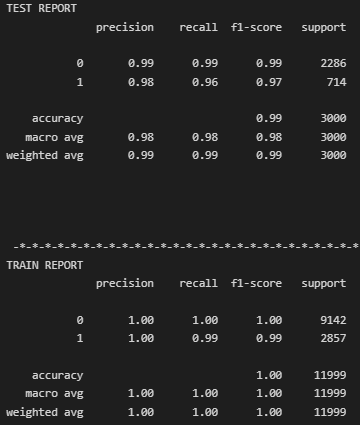 TEST REPORT
precision recall f1-score support
0 0.99 0.99 0.99 2286
1 0.98 0.96 0.97 714
accuracy 0.99 3000
macro avg 0.98 0.98 0.98 3000
weighted avg 0.99 0.99 0.99 3000
-*-*-*-*-*-*-*-*-*-*-*-*-*-*-*-*-*-*-*-*-*-*-*-*-*-*-*
TRAIN REPORT
precision recall f1-score support
0 1.00 1.00 1.00 9142
1 1.00 0.99 0.99 2857
accuracy 1.00 11999
macro avg 1.00 1.00 1.00 11999
weighted avg 1.00 1.00 1.00 11999